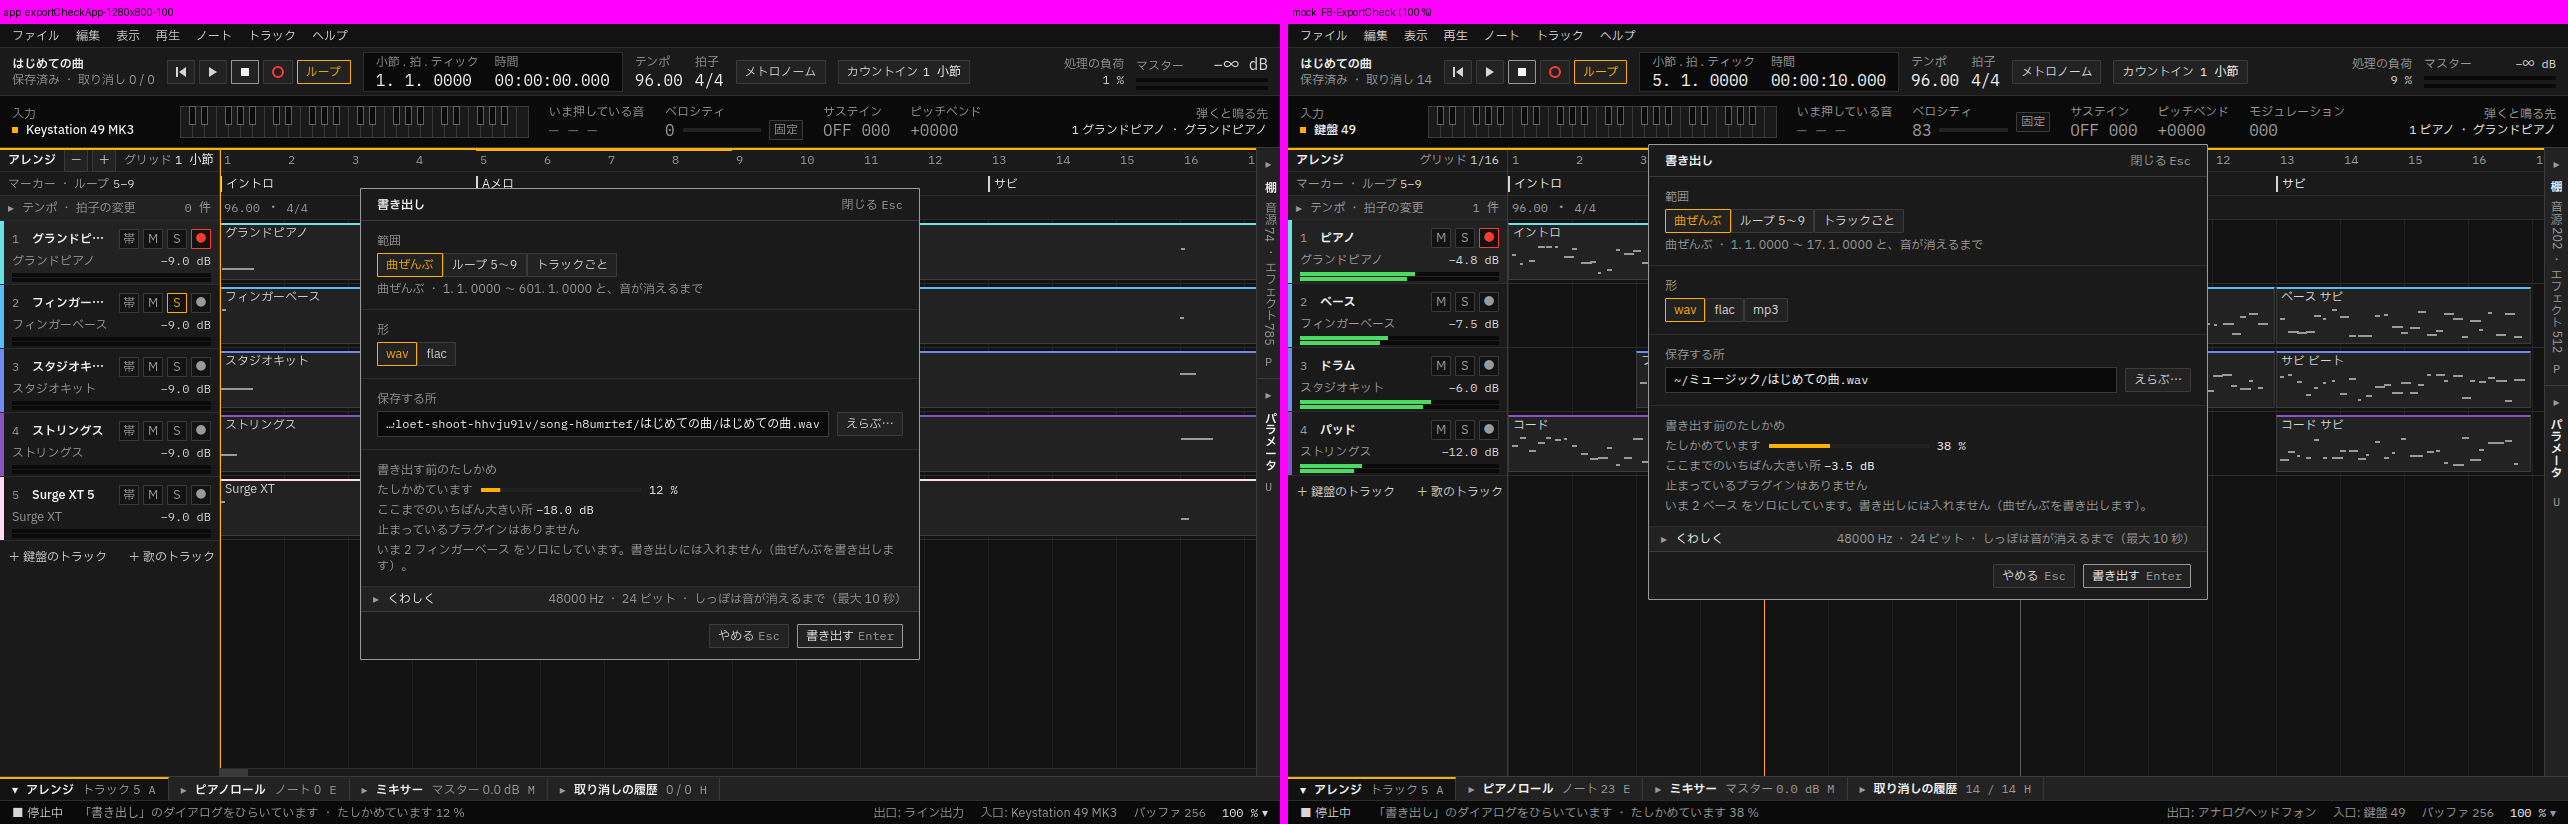 app exportCheckApp-1280x800-100
ファイル 編集 表示 再生 ノート トラック ヘルプ
はじめての曲
保存済み ・ 取り消し 0 / 0
ループ
小節 . 拍 . ティック 時間
1. 1. 0000 00:00:00.000
テンポ 拍子
96.00 4/4
メトロノーム
カウントイン 1 小節
処理の負荷 マスター −∞ dB
1 %
入力
Keystation 49 MK3
いま押している音 ベロシティ サステイン ピッチベンド
— — — 0 固定 OFF 000 +0000
弾くと鳴る先
1 グランドピアノ ・ グランドピアノ
アレンジ − + グリッド 1 小節
1 2 3 4 5 6 7 8 9 10 11 12 13 14 15 16 1
マーカー ・ ループ 5–9
イントロ Aメロ サビ
▸ テンポ ・ 拍子の変更 0 件
96.00 ・ 4/4
1 グランドピ… 帯 M S
グランドピアノ −9.0 dB
グランドピアノ
2 フィンガー… 帯 M S
フィンガーベース −9.0 dB
フィンガーベース
3 スタジオキ… 帯 M S
スタジオキット −9.0 dB
スタジオキット
4 ストリングス 帯 M S
ストリングス −9.0 dB
ストリングス
5 Surge XT 5 帯 M S
Surge XT −9.0 dB
Surge XT
+ 鍵盤のトラック + 歌のトラック
書き出し 閉じる Esc
範囲
曲ぜんぶ ループ 5〜9 トラックごと
曲ぜんぶ ・ 1. 1. 0000 〜 601. 1. 0000 と、音が消えるまで
形
wav flac
保存する所
…loet-shoot-hhvju9lv/song-h8umrtef/はじめての曲/はじめての曲.wav えらぶ…
書き出す前のたしかめ
たしかめています 12 %
ここまでのいちばん大きい所 −18.0 dB
止まっているプラグインはありません
いま 2 フィンガーベース をソロにしています。書き出しには入れません（曲ぜんぶを書き出しま
す）。
▸ くわしく 48000 Hz ・ 24 ビット ・ しっぽは音が消えるまで（最大 10 秒）
やめる Esc 書き出す Enter
▸ 棚 音源 74 ・ エフェクト 785 P
▸ パラメータ U
▾ アレンジ トラック 5 A ▸ ピアノロール ノート 0 E ▸ ミキサー マスター 0.0 dB M ▸ 取り消しの履歴 0 / 0 H
■ 停止中 「書き出し」のダイアログをひらいています ・ たしかめています 12 %
出口: ライン出力 入口: Keystation 49 MK3 バッファ 256 100 % ▾
mock F8-ExportCheck (100 %)
ファイル 編集 表示 再生 ノート トラック ヘルプ
はじめての曲
保存済み ・ 取り消し 14
ループ
小節 . 拍 . ティック 時間
5. 1. 0000 00:00:10.000
テンポ 拍子
96.00 4/4
メトロノーム
カウントイン 1 小節
処理の負荷 マスター −∞ dB
9 %
入力
鍵盤 49
いま押している音 ベロシティ サステイン ピッチベンド モジュレーション
— — — 83 固定 OFF 000 +0000 000
弾くと鳴る先
1 ピアノ ・ グランドピアノ
アレンジ グリッド 1/16
1 2 3 12 13 14 15 16 1
マーカー ・ ループ 5–9
イントロ サビ
▸ テンポ ・ 拍子の変更 1 件
96.00 ・ 4/4
1 ピアノ M S
グランドピアノ −4.8 dB
イントロ
2 ベース M S
フィンガーベース −7.5 dB
ベース サビ
3 ドラム M S
スタジオキット −6.0 dB
サビ ビート
4 パッド M S
ストリングス −12.0 dB
コード
コード サビ
+ 鍵盤のトラック + 歌のトラック
書き出し 閉じる Esc
範囲
曲ぜんぶ ループ 5〜9 トラックごと
曲ぜんぶ ・ 1. 1. 0000 〜 17. 1. 0000 と、音が消えるまで
形
wav flac mp3
保存する所
~/ミュージック/はじめての曲.wav えらぶ…
書き出す前のたしかめ
たしかめています 38 %
ここまでのいちばん大きい所 −3.5 dB
止まっているプラグインはありません
いま 2 ベース をソロにしています。書き出しには入れません（曲ぜんぶを書き出します）。
▸ くわしく 48000 Hz ・ 24 ビット ・ しっぽは音が消えるまで（最大 10 秒）
やめる Esc 書き出す Enter
▸ 棚 音源 202 ・ エフェクト 512 P
▸ パラメータ U
▾ アレンジ トラック 5 A ▸ ピアノロール ノート 23 E ▸ ミキサー マスター 0.0 dB M ▸ 取り消しの履歴 14 / 14 H
■ 停止中 「書き出し」のダイアログをひらいています ・ たしかめています 38 %
出口: アナログヘッドフォン 入口: 鍵盤 49 バッファ 256 100 % ▾